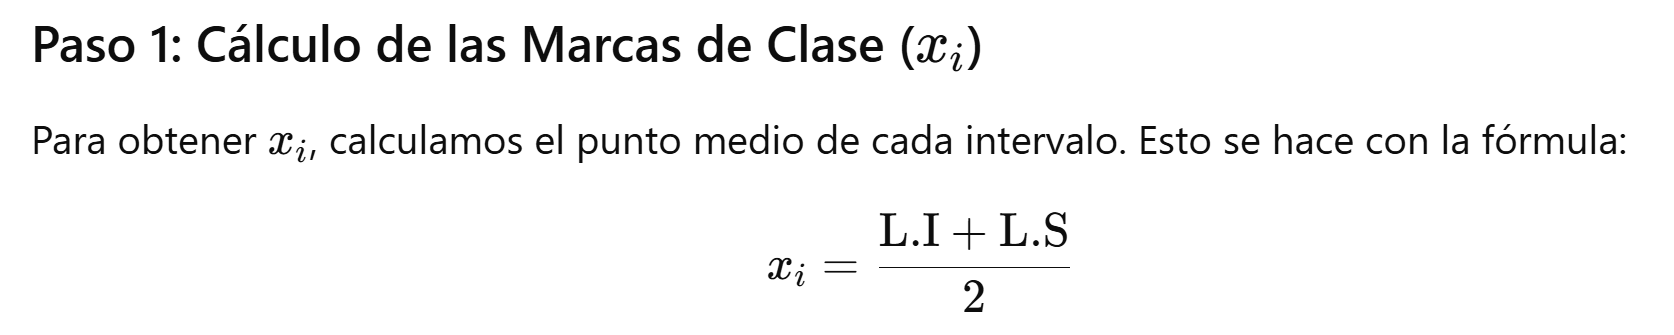 Paso 1: Cálculo de las Marcas de Clase (xᵢ)
Para obtener xᵢ, calculamos el punto medio de cada intervalo. Esto se hace con la fórmula:
xᵢ = (L.I + L.S) / 2